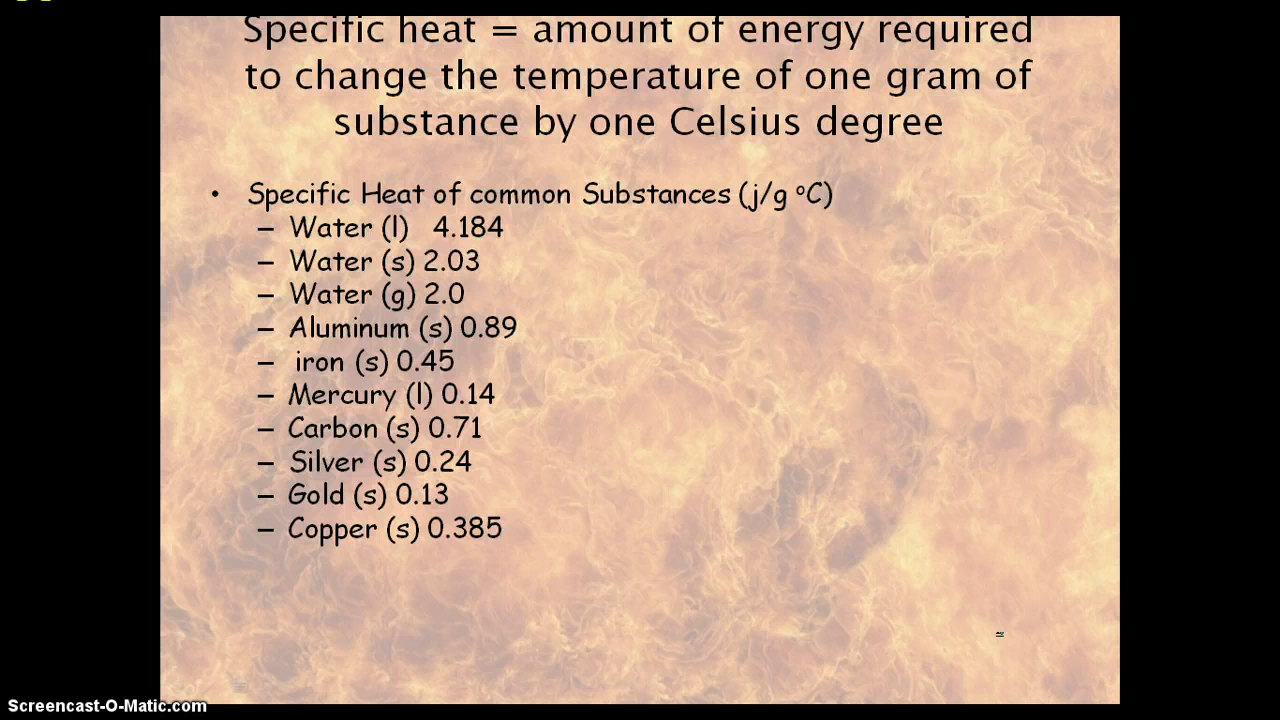 Specific heat = amount of energy required
to change the temperature of one gram of
substance by one Celsius degree
• Specific Heat of common Substances (j/g °C)
– Water (l) 4.184
– Water (s) 2.03
– Water (g) 2.0
– Aluminum (s) 0.89
– iron (s) 0.45
– Mercury (l) 0.14
– Carbon (s) 0.71
– Silver (s) 0.24
– Gold (s) 0.13
– Copper (s) 0.385
Screencast-O-Matic.com